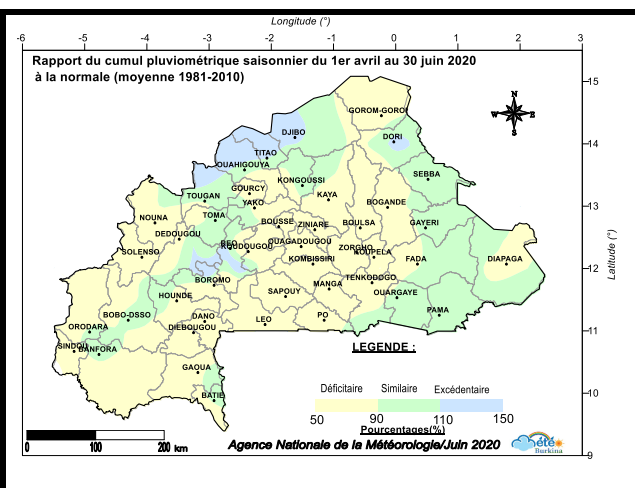 Longitude (°)
-6 -5 -4 -3 -2 -1 0 1 2 3
Rapport du cumul pluviométrique saisonnier du 1er avril au 30 juin 2020
à la normale (moyenne 1981-2010)
15
GOROM-GOROM
N
W E
S
DJIBO
DORI
14
TITAO
OUAHIGOUYA
SEBBA
KONGOUSSI
GOURCY
TOUGAN
KAYA
YAKO
BOGANDE
13
NOUNA
TOMA
BOUSSE
ZINIARE
BOULSA
GAYERI
DEDOUGOU
REO
KOUDOUGOU
OUAGADOUGOU
ZORGHO
KOUPELA
SOLENSO
KOMBISSIRI
FADA
DIAPAGA
12
Latitude (°)
BOROMO
TENKODOGO
MANGA
HOUNDE
SAPOUY
OUARGAYE
BOBO-DSSO
DANO
LEO
PO
PAMA
ORODARA
DIEBOUGOU
11
SINDOU
BANFORA
LEGENDE :
GAOUA
Déficitaire Similaire Excédentaire
BATIE
10
50 90 110 150
Pourcentages(%)
0 100 200 km
Agence Nationale de la Météorologie/Juin 2020
météo
Burkina
9